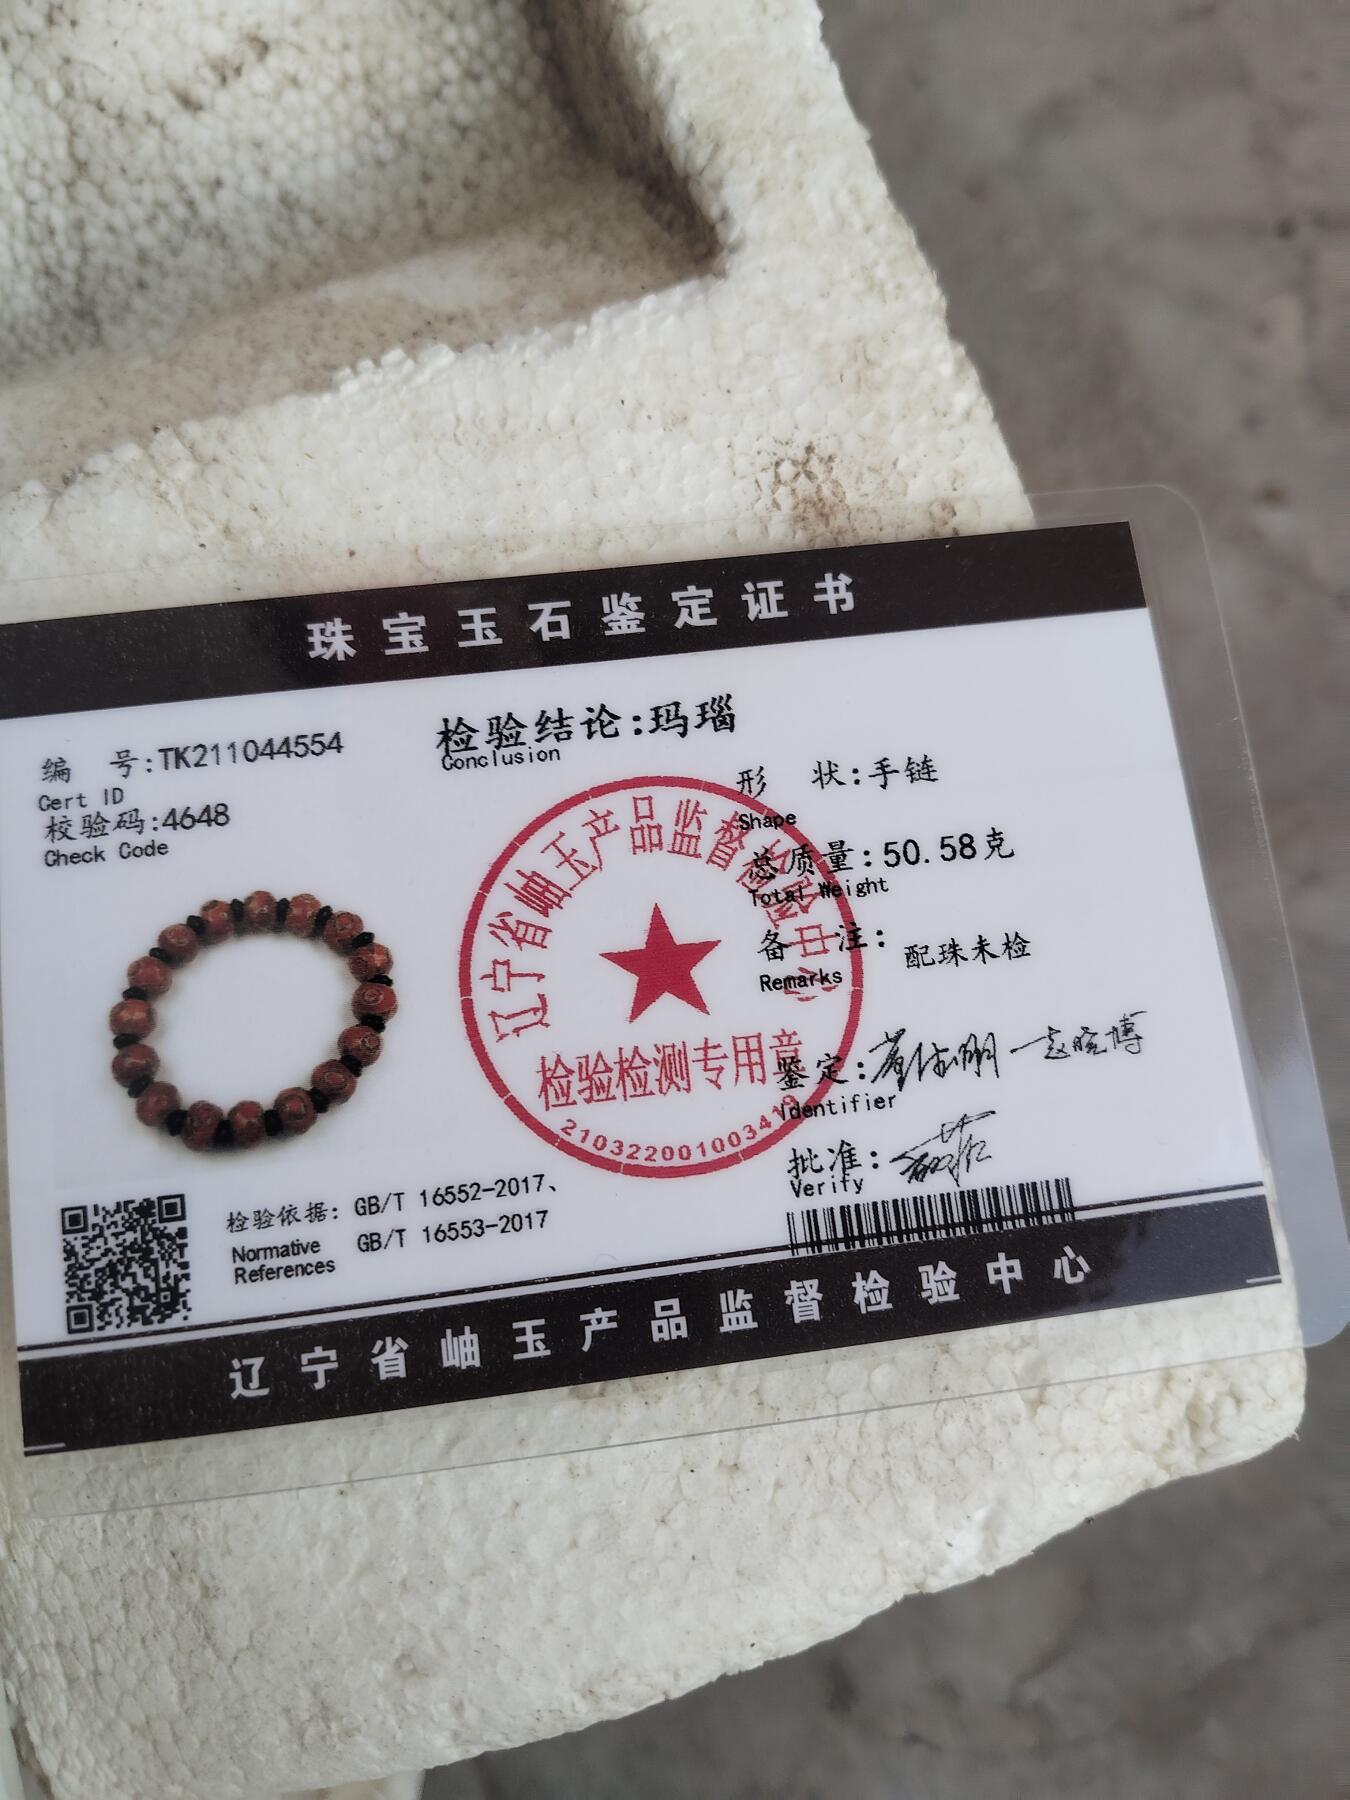 珠宝玉石鉴定证书
编 号:TK211044554
Cert ID
校验码:4648
Check Code
检验结论:玛瑙
Conclusion
形 状:手链
Shape
总质量:50.58克
Total Weight
备 注: 配珠未检
Remarks
鉴定:
Identifier
批准:
Verify
辽宁省岫玉产品监督检验中心
检验检测专用章
检验依据: GB/T 16552-2017、
GB/T 16553-2017
Normative
References
辽宁省岫玉产品监督检验中心